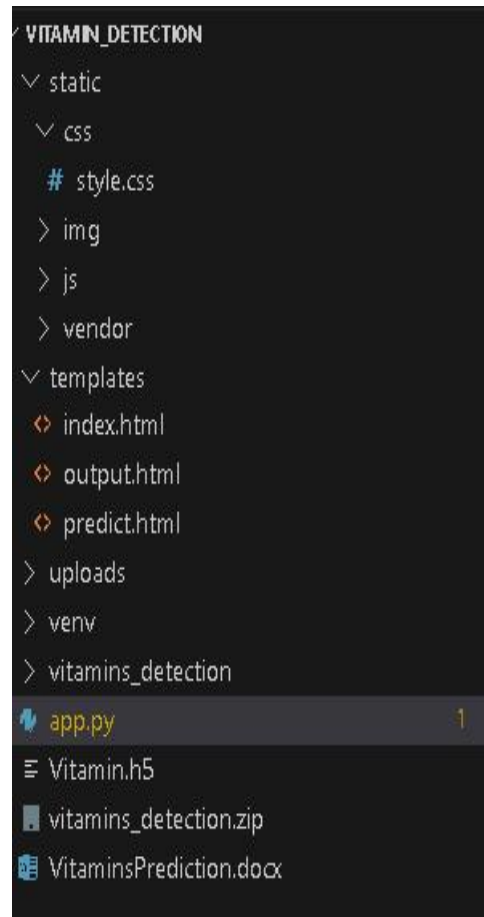 VITAMIN_DETECTION
static
css
# style.css
img
js
vendor
templates
<> index.html
<> output.html
<> predict.html
uploads
venv
vitamins_detection
app.py 1
Vitamin.h5
vitamins_detection.zip
VitaminsPrediction.docx